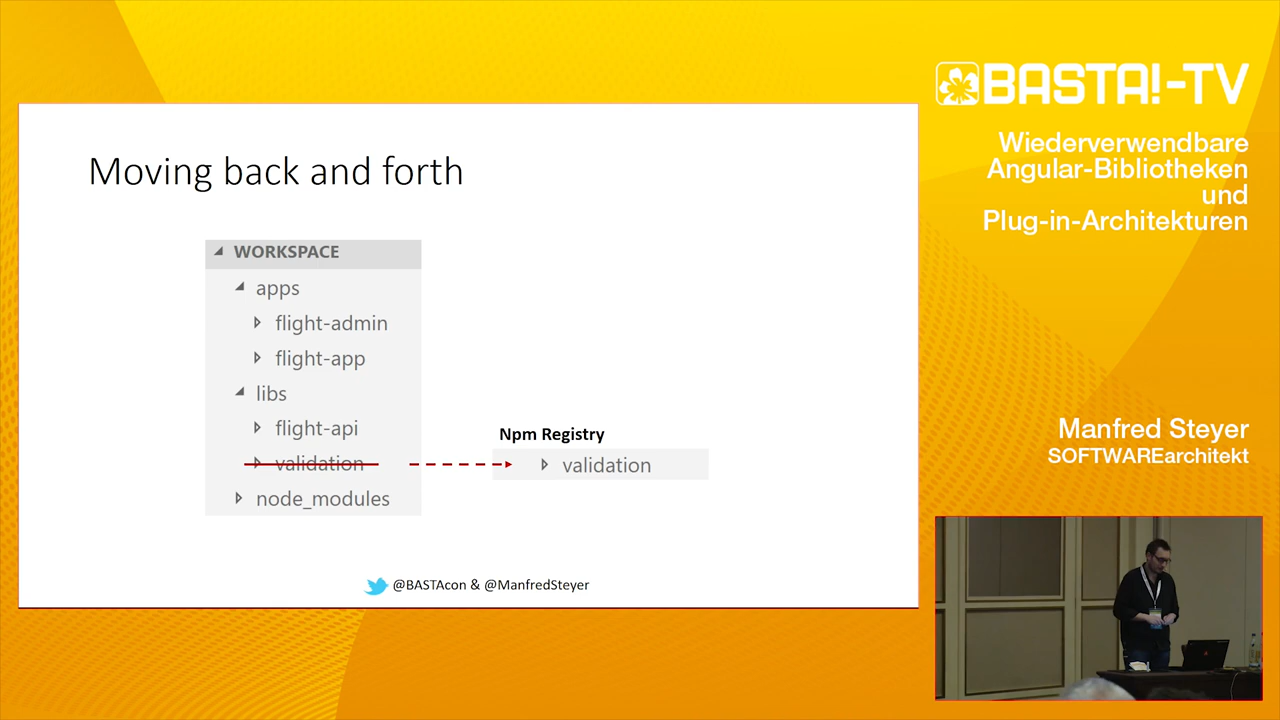 BASTA!-TV
Wiederverwendbare
Angular-Bibliotheken
und
Plug-in-Architekturen
Moving back and forth
WORKSPACE
apps
flight-admin
flight-app
libs
flight-api
validation
node_modules
Npm Registry
validation
@BASTAcon & @ManfredSteyer
Manfred Steyer
SOFTWAREarchitekt